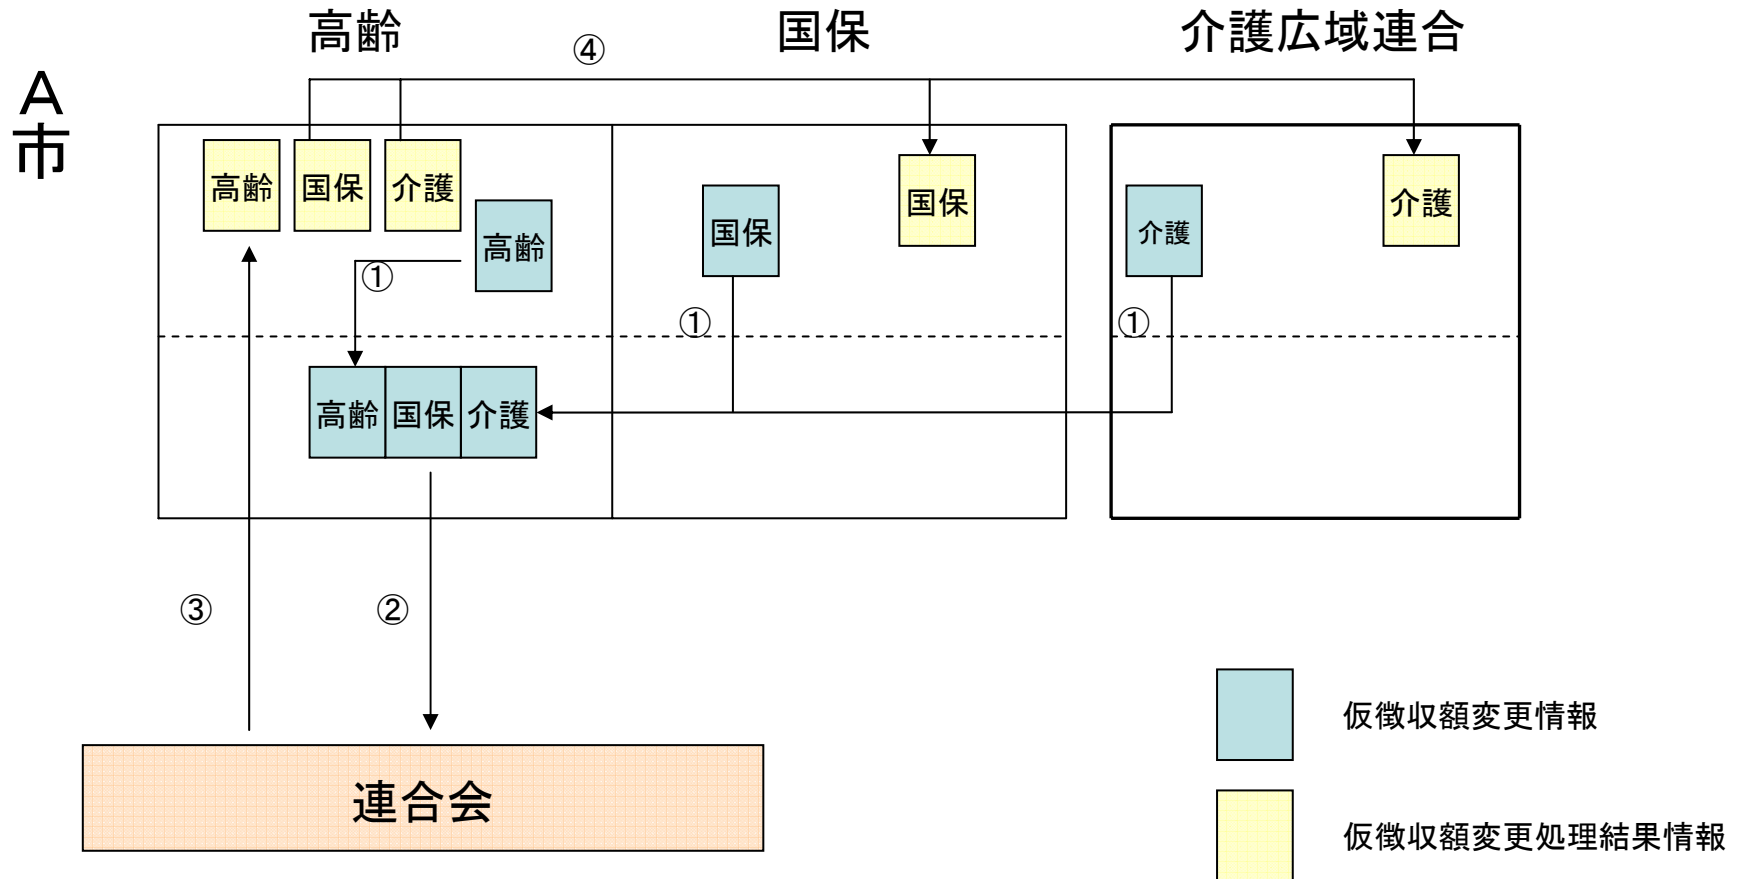 高齢
国保
介護広域連合
④
A
市
高齢
国保
介護
高齢
国保
国保
介護
介護
①
①
①
高齢
国保
介護
③
②
連合会
仮徴収額変更情報
仮徴収額変更処理結果情報